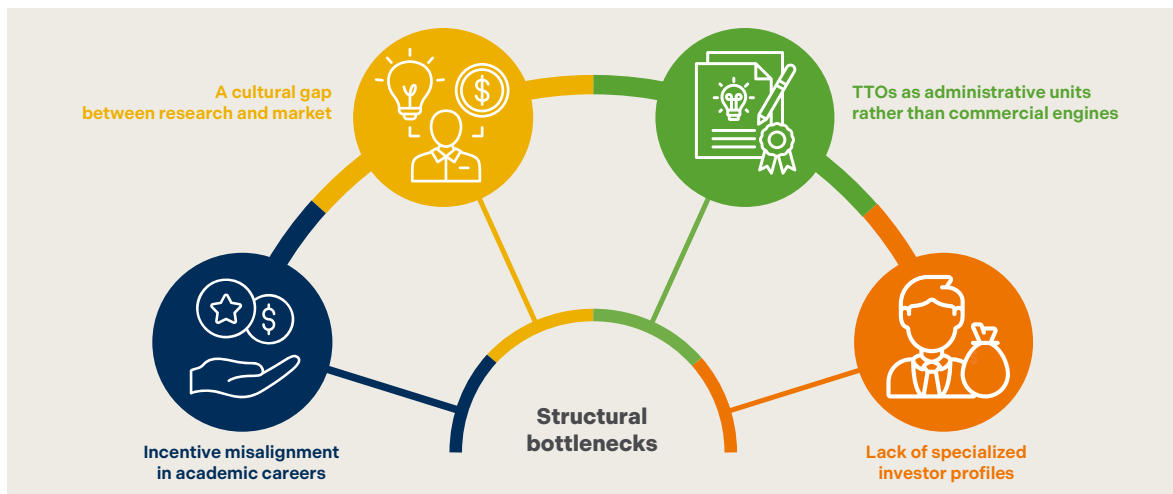 A cultural gap
between research and market
TTOs as administrative units
rather than commercial engines
Incentive misalignment
in academic careers
Structural
bottlenecks
Lack of specialized
investor profiles
$
$